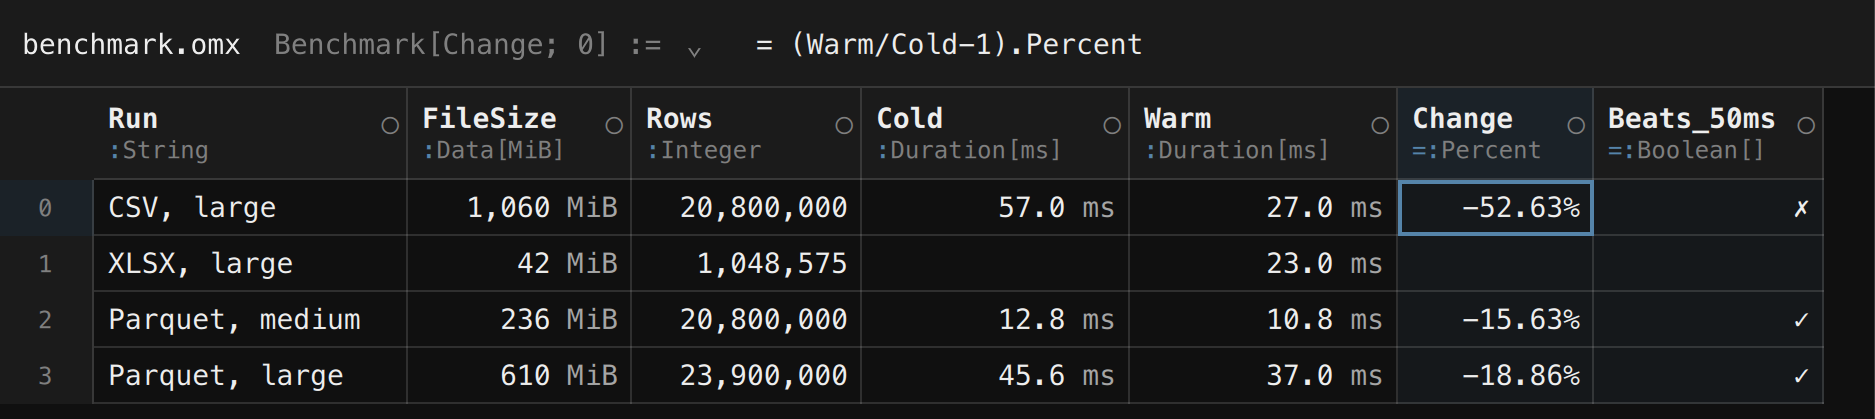 benchmark.omx Benchmark[Change; 0] := ⌄ = (Warm/Cold−1).Percent
Run ○ FileSize ○ Rows ○ Cold ○ Warm ○ Change ○ Beats_50ms ○
:String :Data[MiB] :Integer :Duration[ms] :Duration[ms] =:Percent =:Boolean[]
0 CSV, large 1,060 MiB 20,800,000 57.0 ms 27.0 ms −52.63% ✗
1 XLSX, large 42 MiB 1,048,575 23.0 ms
2 Parquet, medium 236 MiB 20,800,000 12.8 ms 10.8 ms −15.63% ✓
3 Parquet, large 610 MiB 23,900,000 45.6 ms 37.0 ms −18.86% ✓